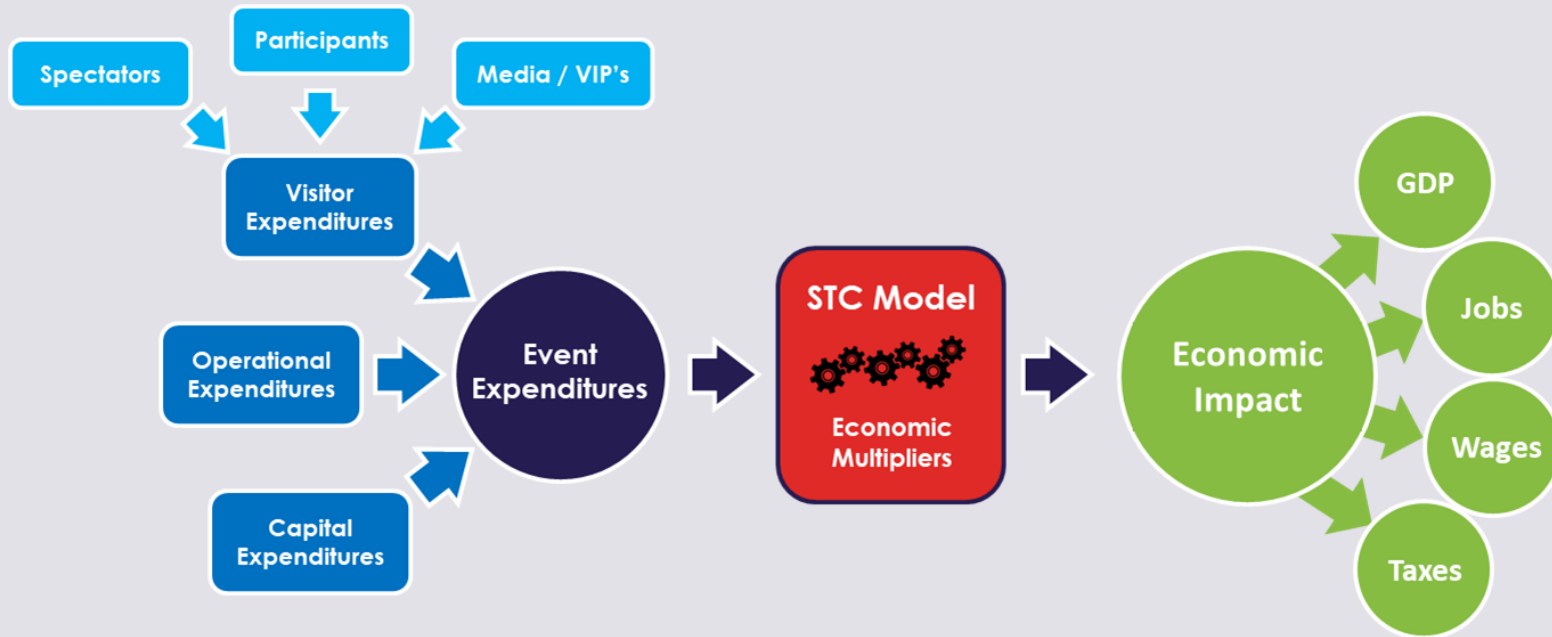 Participants
Spectators
Media / VIP's
Visitor
Expenditures
Operational
Expenditures
Capital
Expenditures
Event
Expenditures
STC Model
Economic
Multipliers
Economic
Impact
GDP
Jobs
Wages
Taxes